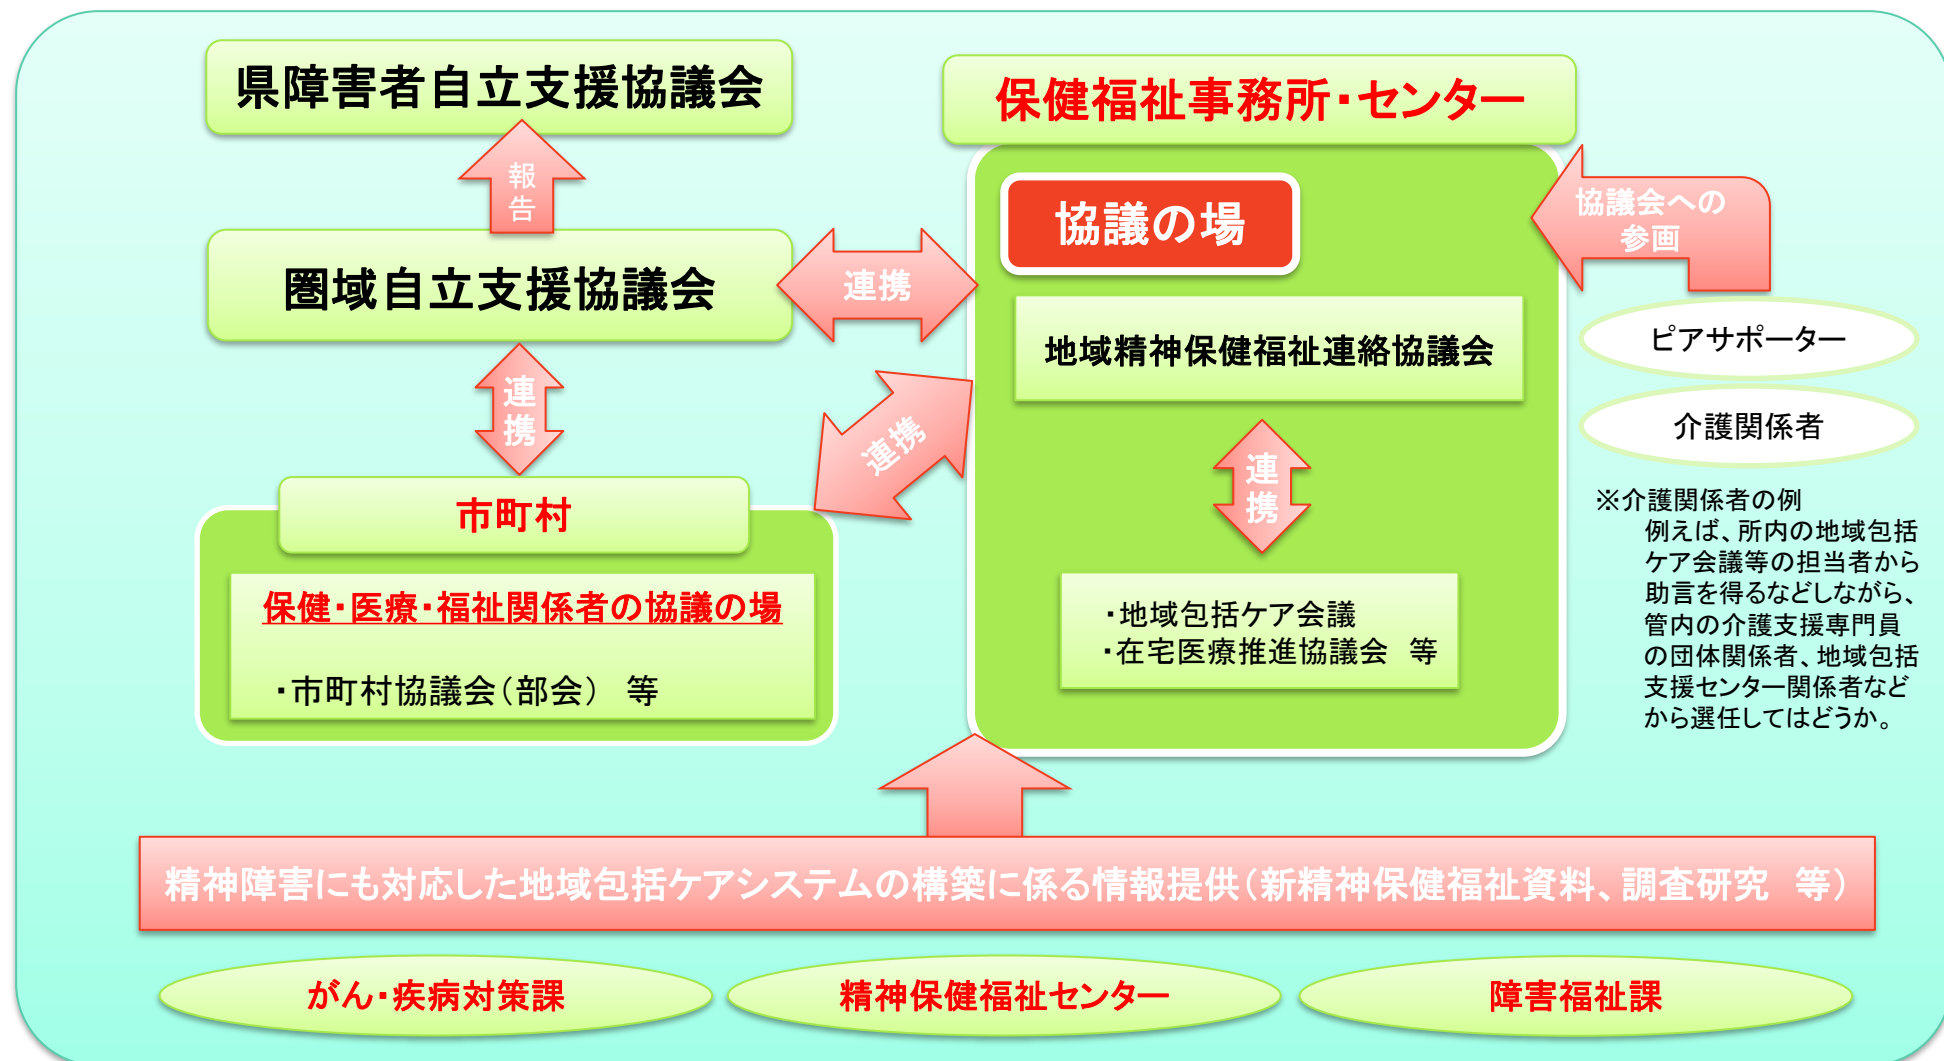 県障害者自立支援協議会
報
告
圏域自立支援協議会
連携
連
携
連携
市町村
保健・医療・福祉関係者の協議の場
・市町村協議会（部会）　等
保健福祉事務所・センター
協議の場
地域精神保健福祉連絡協議会
連
携
・地域包括ケア会議
・在宅医療推進協議会　等
協議会への
参画
ピアサポーター
介護関係者
※介護関係者の例
例えば、所内の地域包括
ケア会議等の担当者から
助言を得るなどしながら、
管内の介護支援専門員
の団体関係者、地域包括
支援センター関係者など
から選任してはどうか。
精神障害にも対応した地域包括ケアシステムの構築に係る情報提供（新精神保健福祉資料、調査研究　等）
がん・疾病対策課
精神保健福祉センター
障害福祉課